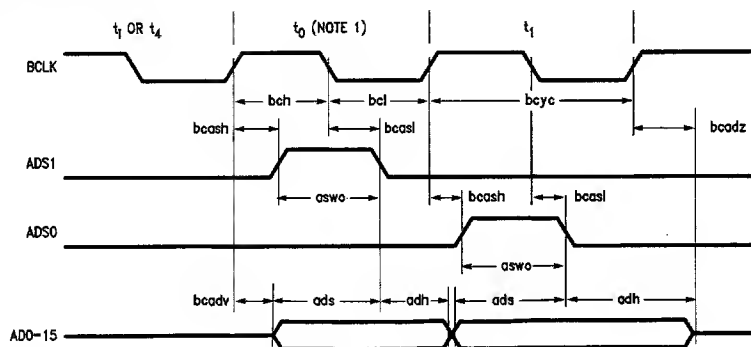 t₁ OR t₄ t₀ (NOTE 1) t₁
BCLK
bch bcl bcyc
bcash bcasl bcadz
ADS1
aswo bcash bcasl
ADS0
aswo
bcadv ads adh ads adh
AD0-15